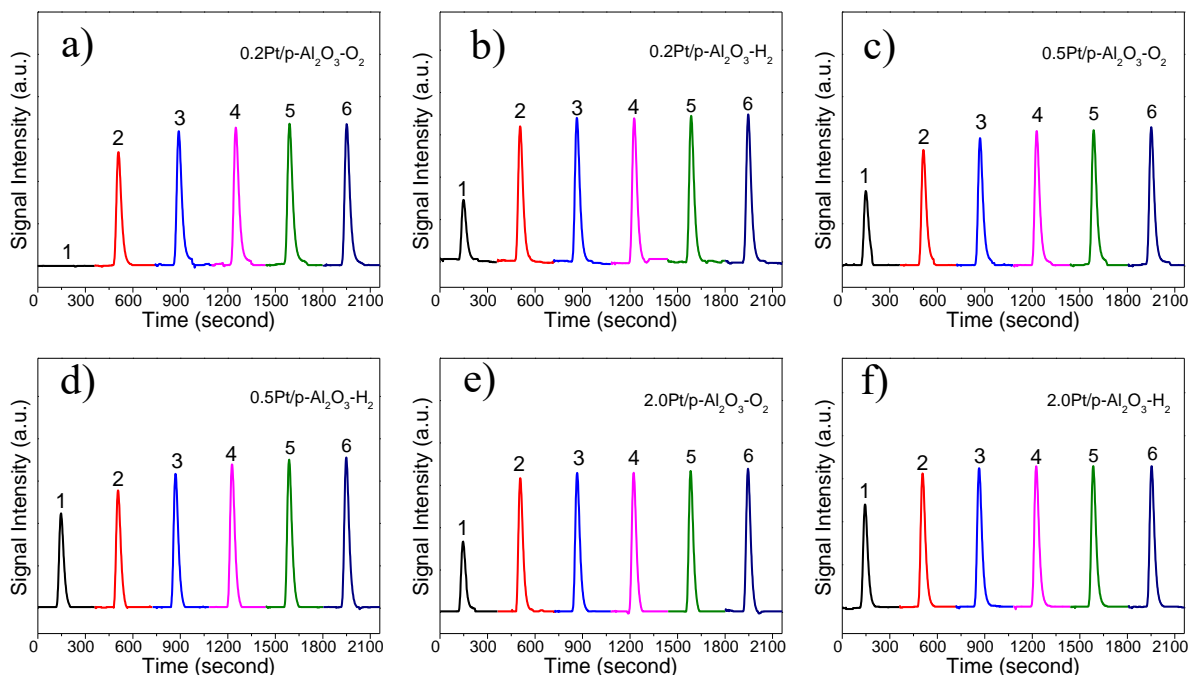 a)
0.2Pt/p-Al₂O₃-O₂
1
2
3
4
5
6
Signal Intensity (a.u.)
0 300 600 900 1200 1500 1800 2100
Time (second)
b)
0.2Pt/p-Al₂O₃-H₂
1
2
3
4
5
6
Signal Intensity (a.u.)
0 300 600 900 1200 1500 1800 2100
Time (second)
c)
0.5Pt/p-Al₂O₃-O₂
1
2
3
4
5
6
Signal Intensity (a.u.)
0 300 600 900 1200 1500 1800 2100
Time (second)
d)
0.5Pt/p-Al₂O₃-H₂
1
2
3
4
5
6
Signal Intensity (a.u.)
0 300 600 900 1200 1500 1800 2100
Time (second)
e)
2.0Pt/p-Al₂O₃-O₂
1
2
3
4
5
6
Signal Intensity (a.u.)
0 300 600 900 1200 1500 1800 2100
Time (second)
f)
2.0Pt/p-Al₂O₃-H₂
1
2
3
4
5
6
Signal Intensity (a.u.)
0 300 600 900 1200 1500 1800 2100
Time (second)